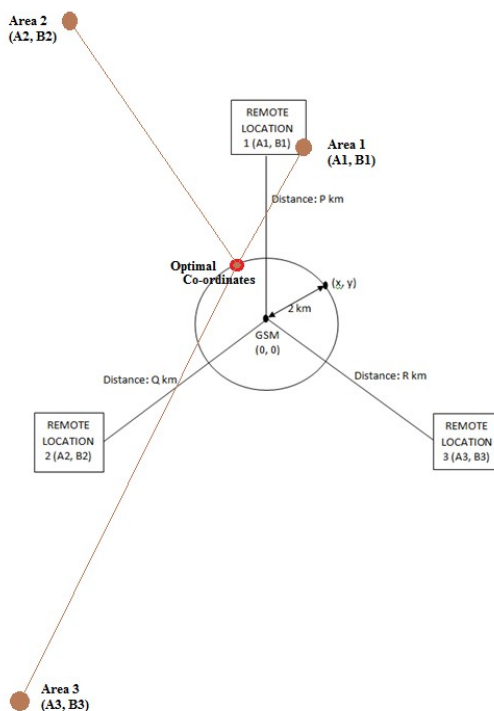 Area 2
(A2, B2)
REMOTE
LOCATION
1 (A1, B1)
Area 1
(A1, B1)
Distance: P km
Optimal
Co-ordinates
(x, y)
2 km
GSM
(0, 0)
Distance: Q km
Distance: R km
REMOTE
LOCATION
2 (A2, B2)
REMOTE
LOCATION
3 (A3, B3)
Area 3
(A3, B3)